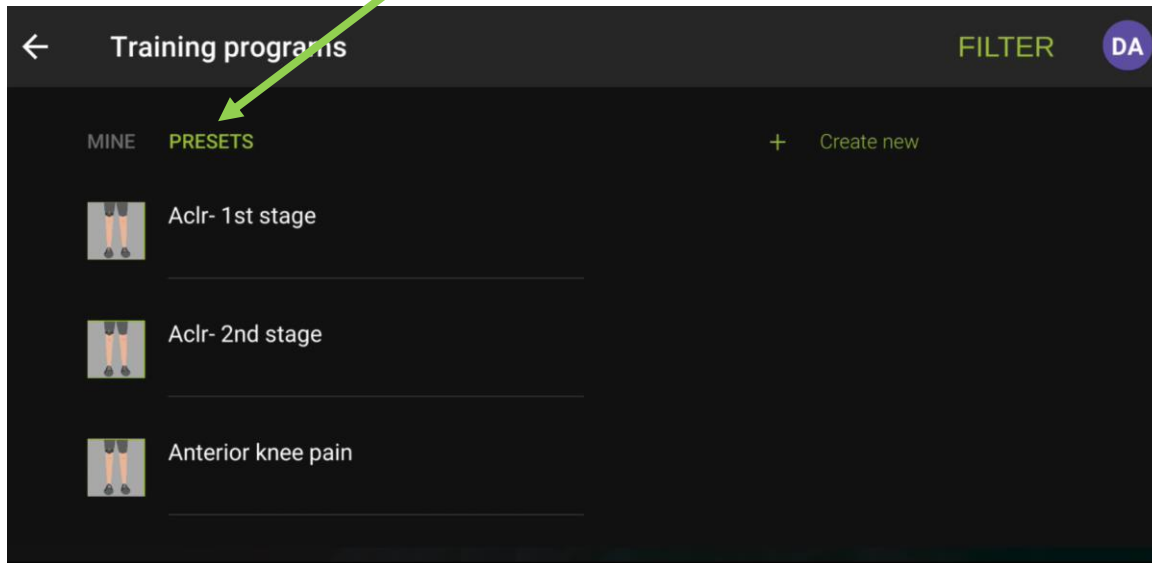 Training programs FILTER DA
MINE PRESETS + Create new
Aclr- 1st stage
Aclr- 2nd stage
Anterior knee pain